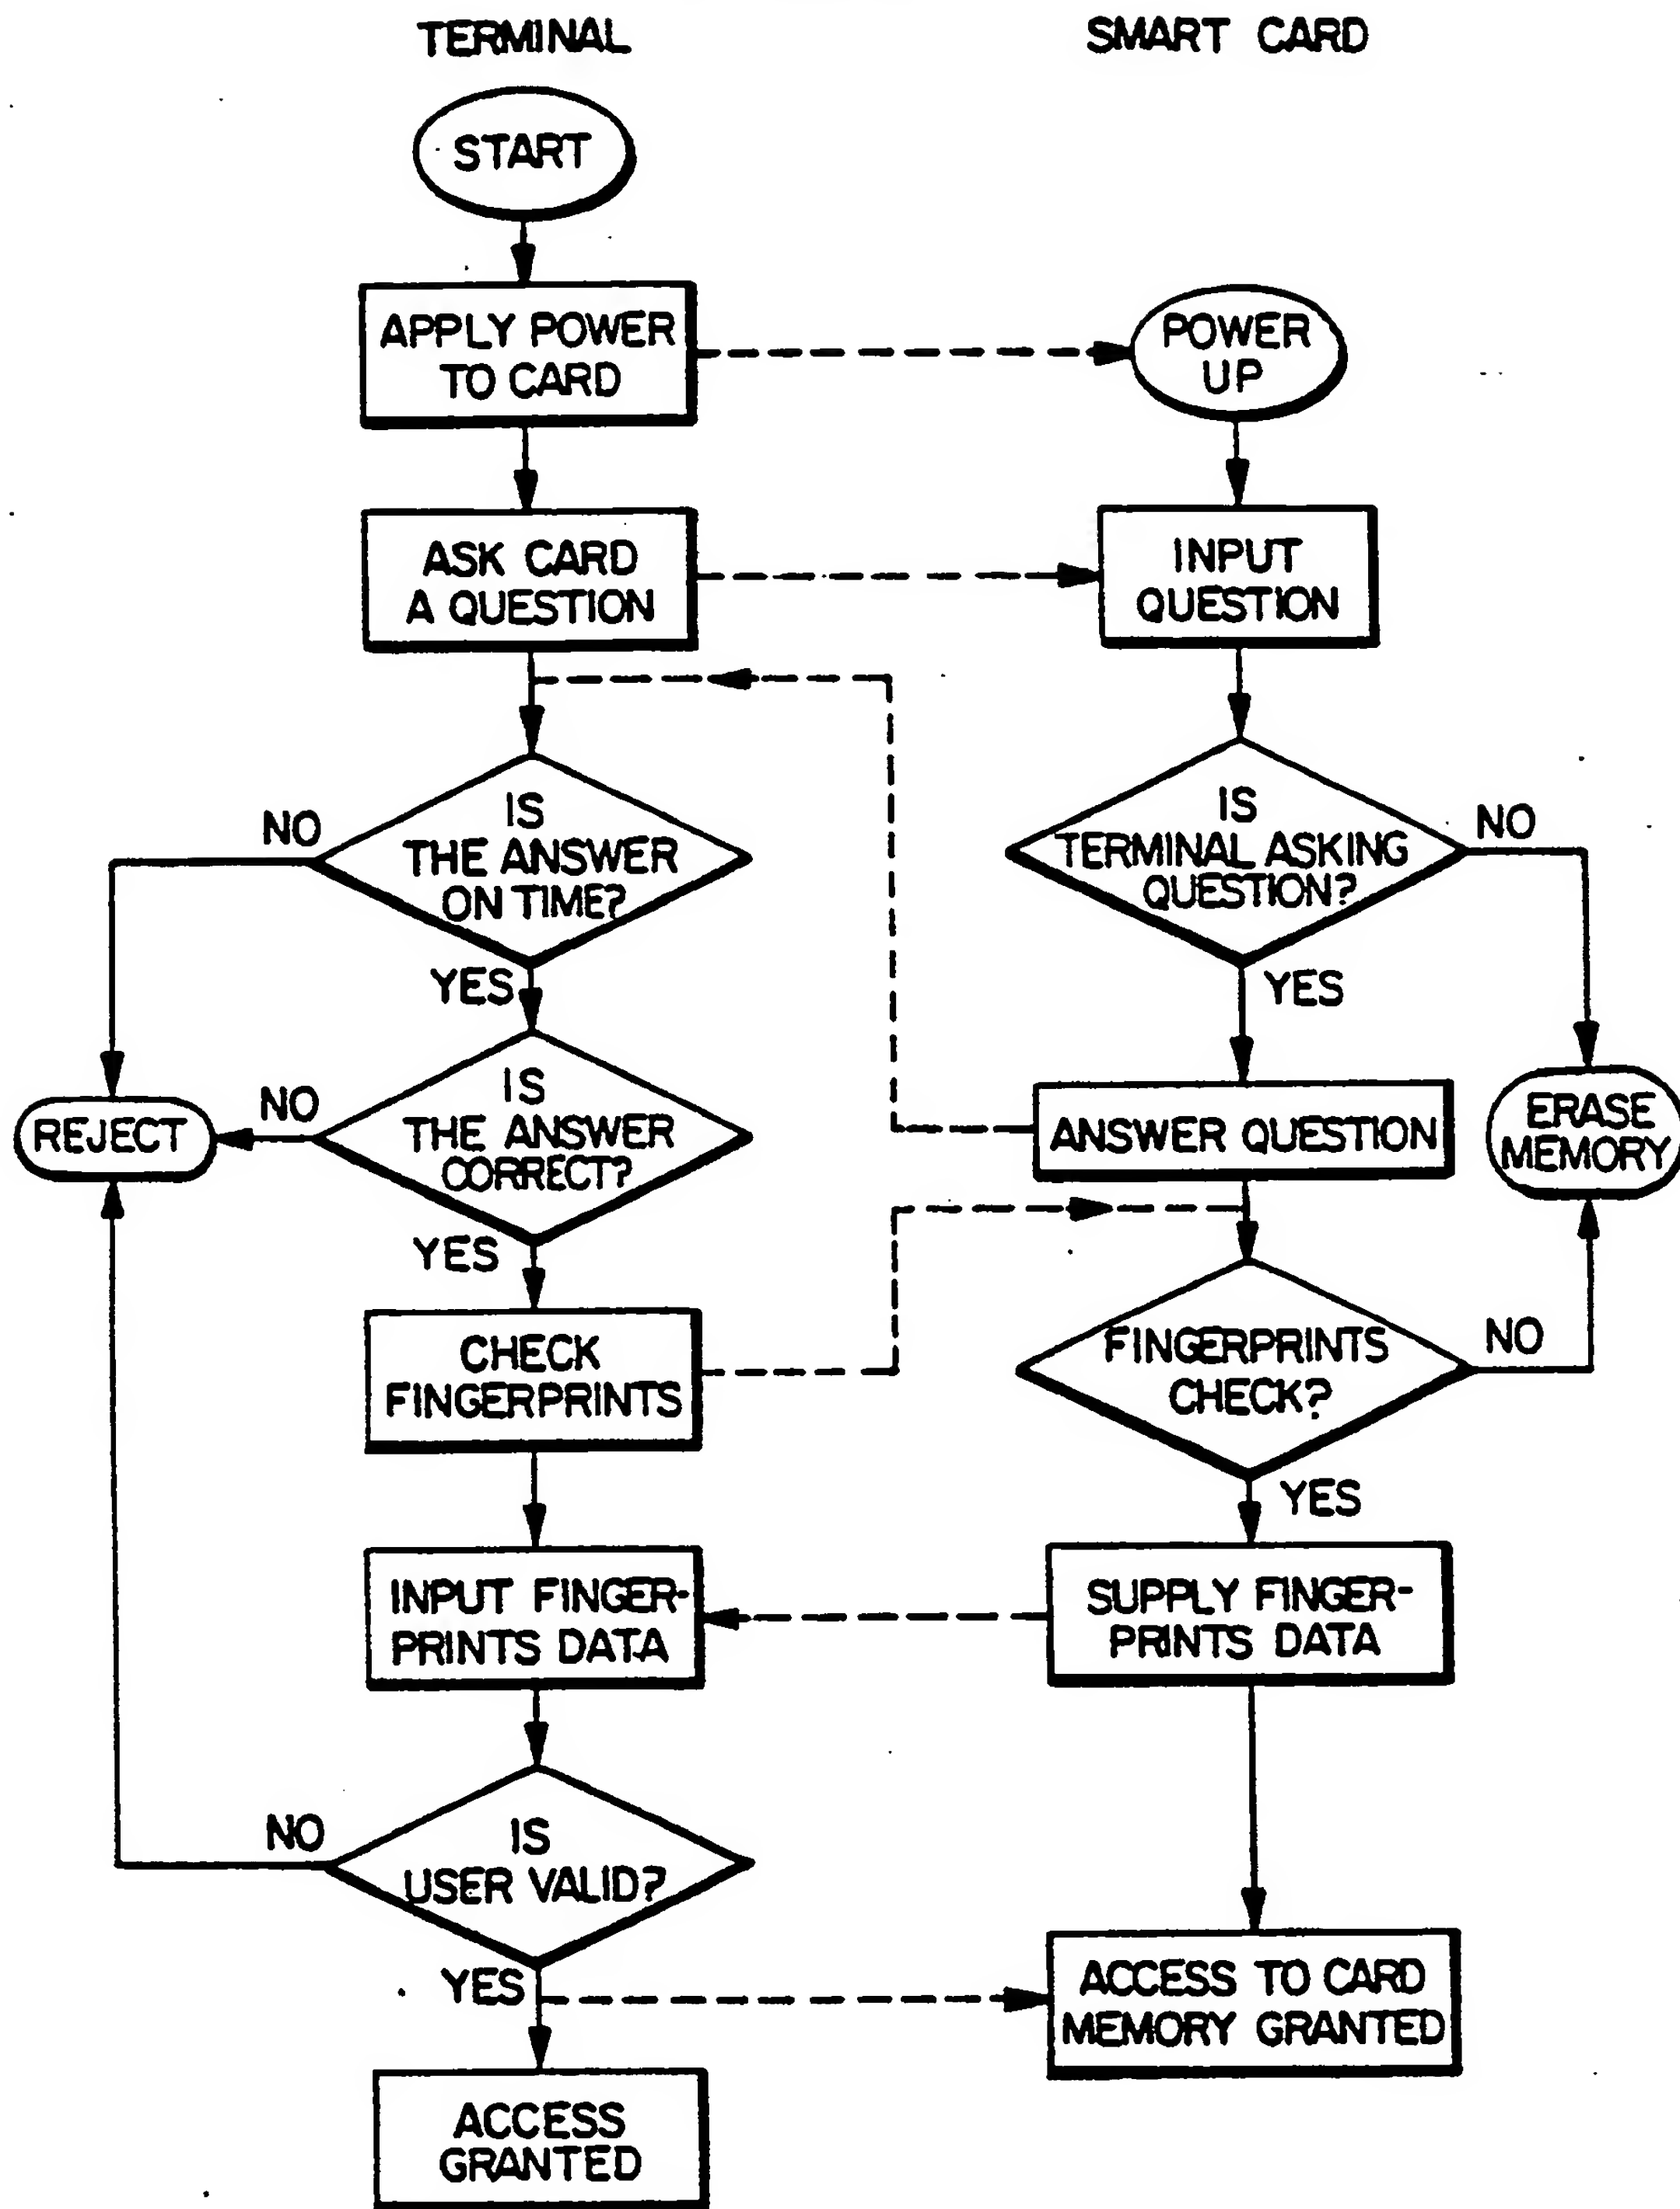 TERMINAL
SMART CARD
START
APPLY POWER
TO CARD
POWER
UP
ASK CARD
A QUESTION
INPUT
QUESTION
IS
THE ANSWER
ON TIME?
NO
YES
IS
TERMINAL ASKING
QUESTION?
NO
YES
REJECT
NO
IS
THE ANSWER
CORRECT?
YES
ANSWER QUESTION
ERASE
MEMORY
CHECK
FINGERPRINTS
FINGERPRINTS
CHECK?
NO
YES
INPUT FINGER-
PRINTS DATA
SUPPLY FINGER-
PRINTS DATA
NO
IS
USER VALID?
YES
ACCESS TO CARD
MEMORY GRANTED
ACCESS
GRANTED